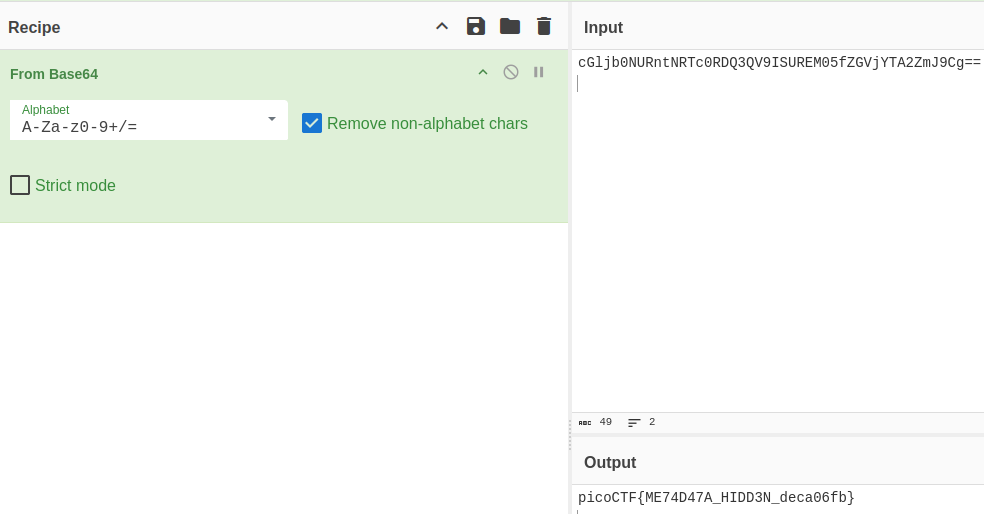 Recipe
From Base64
Alphabet
A-Za-z0-9+/=
Remove non-alphabet chars
Strict mode
Input
cGljb0NURntNRTc0RDQ3QV9ISUREM05fZGVjYTA2ZmJ9Cg==
ABC 49 2
Output
picoCTF{ME74D47A_HIDD3N_deca06fb}